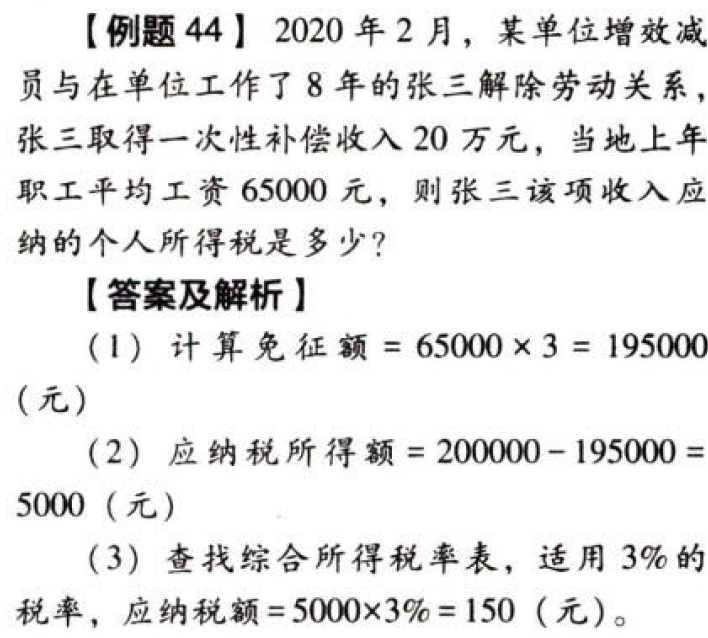 【例题 44】 2020 年 2 月，某单位增效减
员与在单位工作了 8 年的张三解除劳动关系，
张三取得一次性补偿收入 20 万元，当地上年
职工平均工资 65000 元，则张三该项收入应
纳的个人所得税是多少？
【答案及解析】
（1） 计算免征额 = 65000 × 3 = 195000
（元）
（2） 应纳税所得额 = 200000 - 195000 =
5000 （元）
（3） 查找综合所得税率表，适用 3% 的
税率，应纳税额 = 5000×3% = 150 （元）。